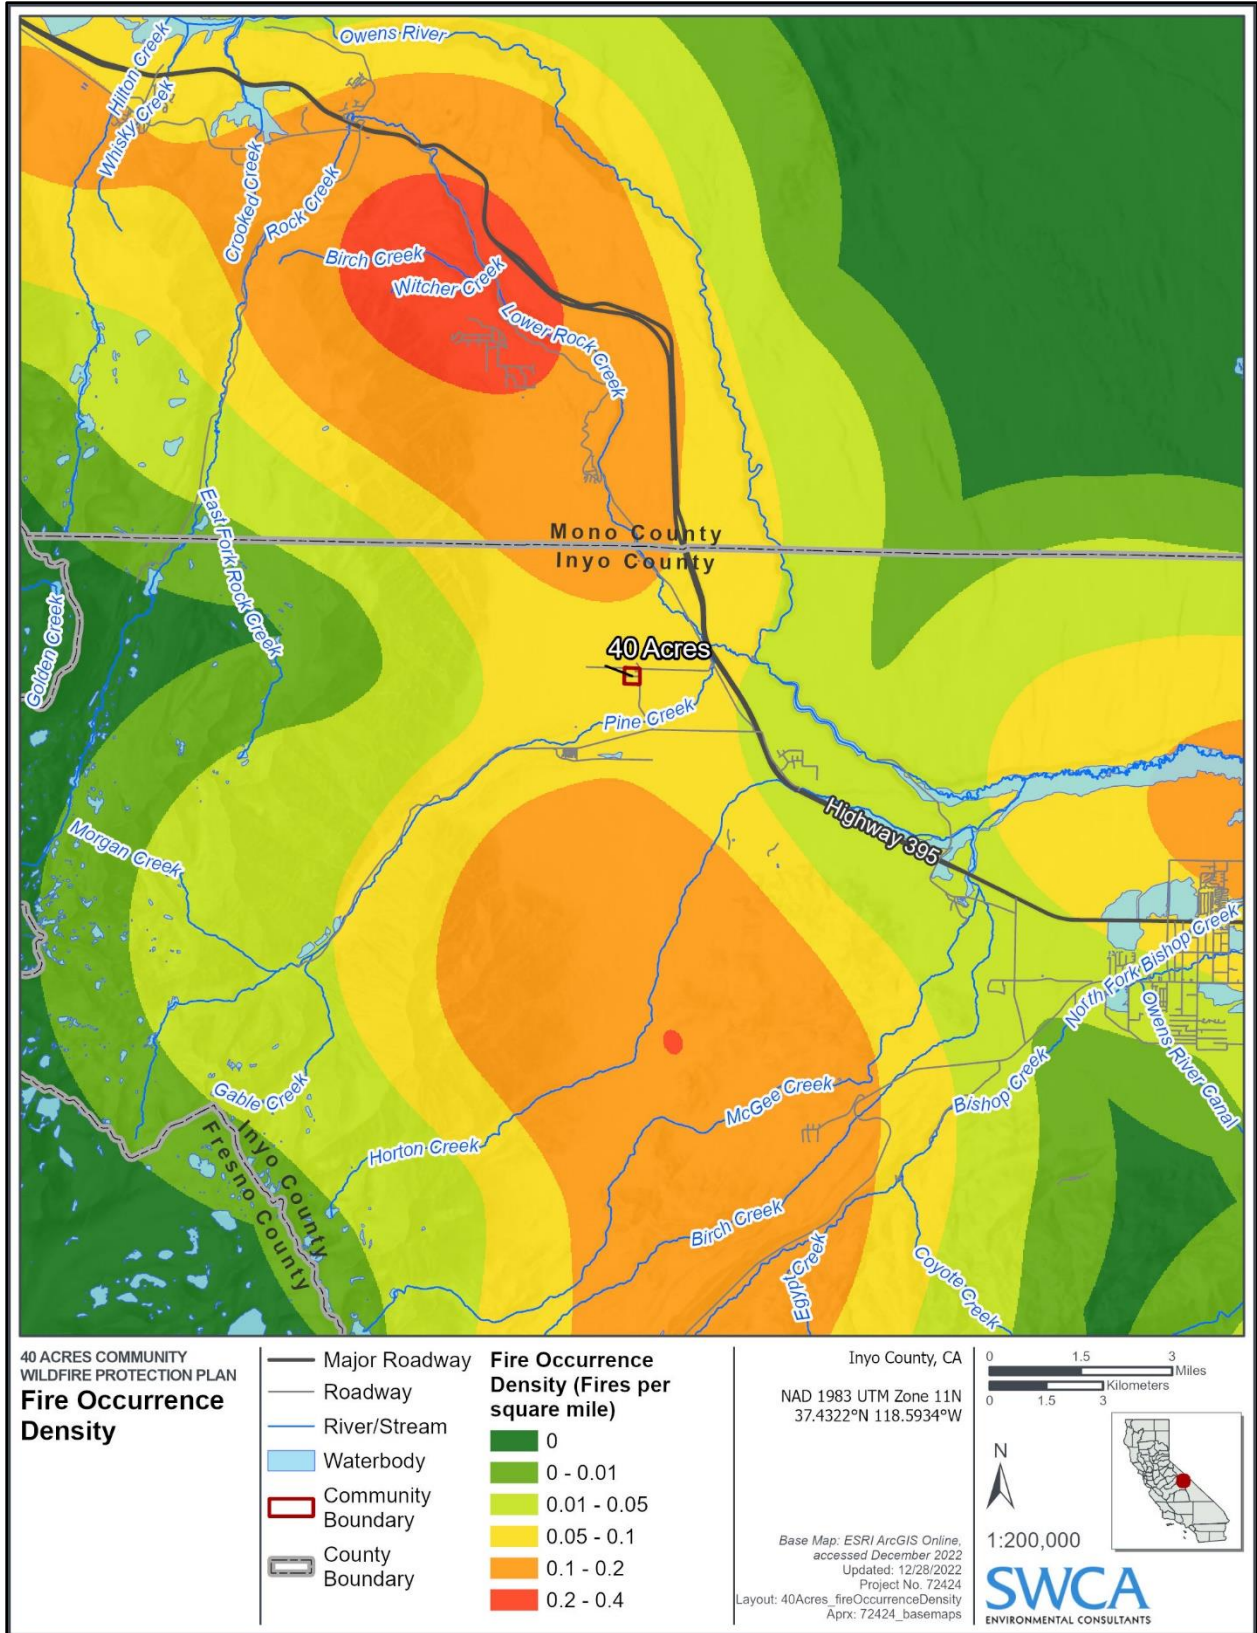 Owens River
Hilton Creek
Whisky Creek
Crooked Creek
Rock Creek
Birch Creek
Witcher Creek
Lower Rock Creek
East Fork Rock Creek
Mono County
Inyo County
Golden Creek
40 Acres
Pine Creek
Highway 395
Morgan Creek
North Fork Bishop Creek
Owens River Canal
Bishop Creek
McGee Creek
Gable Creek
Horton Creek
Inyo County
Fresno County
Birch Creek
Egypt Creek
Coyote Creek
40 ACRES COMMUNITY
WILDFIRE PROTECTION PLAN
Fire Occurrence
Density
Major Roadway
Roadway
River/Stream
Waterbody
Community
Boundary
County
Boundary
Fire Occurrence
Density (Fires per
square mile)
0
0 - 0.01
0.01 - 0.05
0.05 - 0.1
0.1 - 0.2
0.2 - 0.4
Inyo County, CA
NAD 1983 UTM Zone 11N
37.4322°N 118.5934°W
Base Map: ESRI ArcGIS Online,
accessed December 2022
Updated: 12/28/2022
Project No. 72424
Layout: 40Acres_fireOccurrenceDensity
Aprx: 72424_basemaps
0 1.5 3
Miles
Kilometers
0 1.5 3
N
1:200,000
SWCA
ENVIRONMENTAL CONSULTANTS